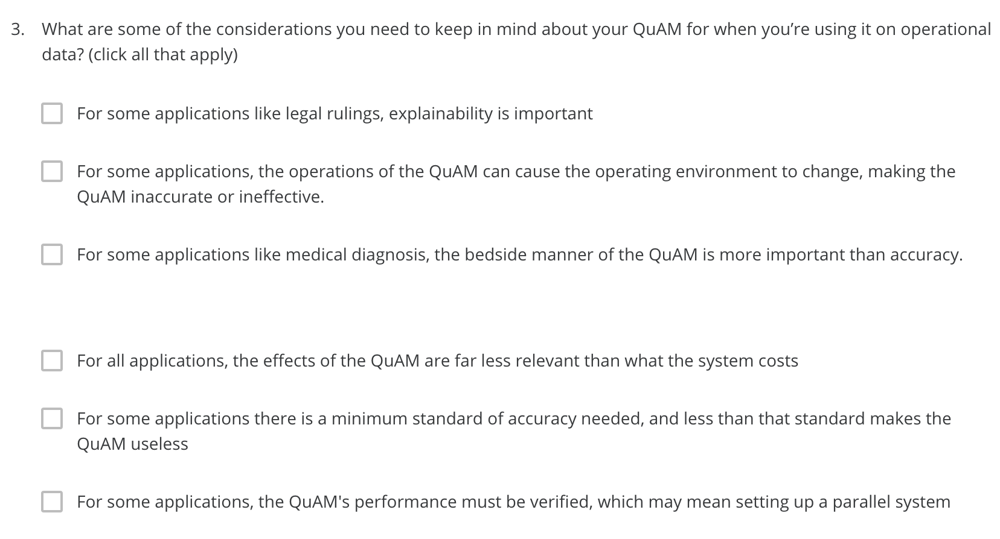 3. What are some of the considerations you need to keep in mind about your QuAM for when you’re using it on operational
data? (click all that apply)
For some applications like legal rulings, explainability is important
For some applications, the operations of the QuAM can cause the operating environment to change, making the
QuAM inaccurate or ineffective.
For some applications like medical diagnosis, the bedside manner of the QuAM is more important than accuracy.
For all applications, the effects of the QuAM are far less relevant than what the system costs
For some applications there is a minimum standard of accuracy needed, and less than that standard makes the
QuAM useless
For some applications, the QuAM's performance must be verified, which may mean setting up a parallel system